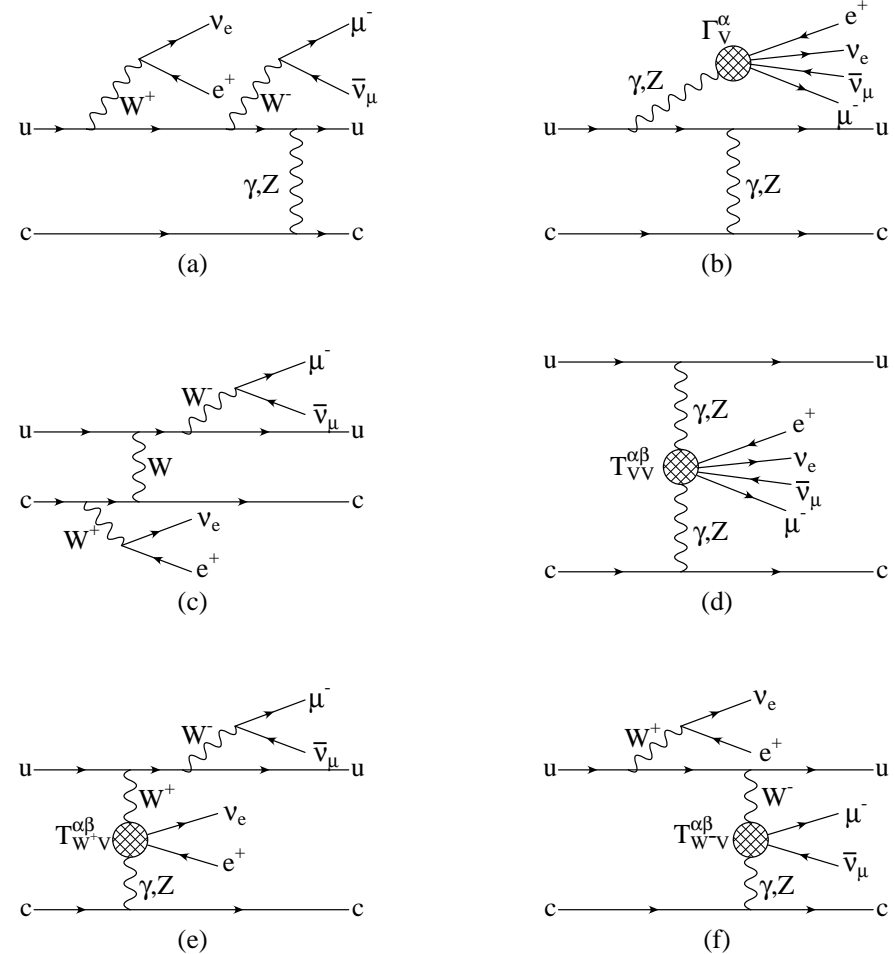 ν_e μ^-
e^+ ν̄_μ
W^+ W^-
u u
γ,Z
c c
(a)
Γ_V^α e^+
ν_e
γ,Z ν̄_μ
μ^-
u u
γ,Z
c c
(b)
μ^-
W^-
ν̄_μ
u u
W
c c
W^+ ν_e
e^+
(c)
u u
γ,Z
e^+
T_VV^αβ ν_e
ν̄_μ
μ^-
γ,Z
c c
(d)
μ^-
W^-
ν̄_μ
u u
W^+
ν_e
T_W^+V^αβ
e^+
γ,Z
c c
(e)
ν_e
W^+
e^+
u u
W^-
μ^-
T_W^-V^αβ
ν̄_μ
γ,Z
c c
(f)